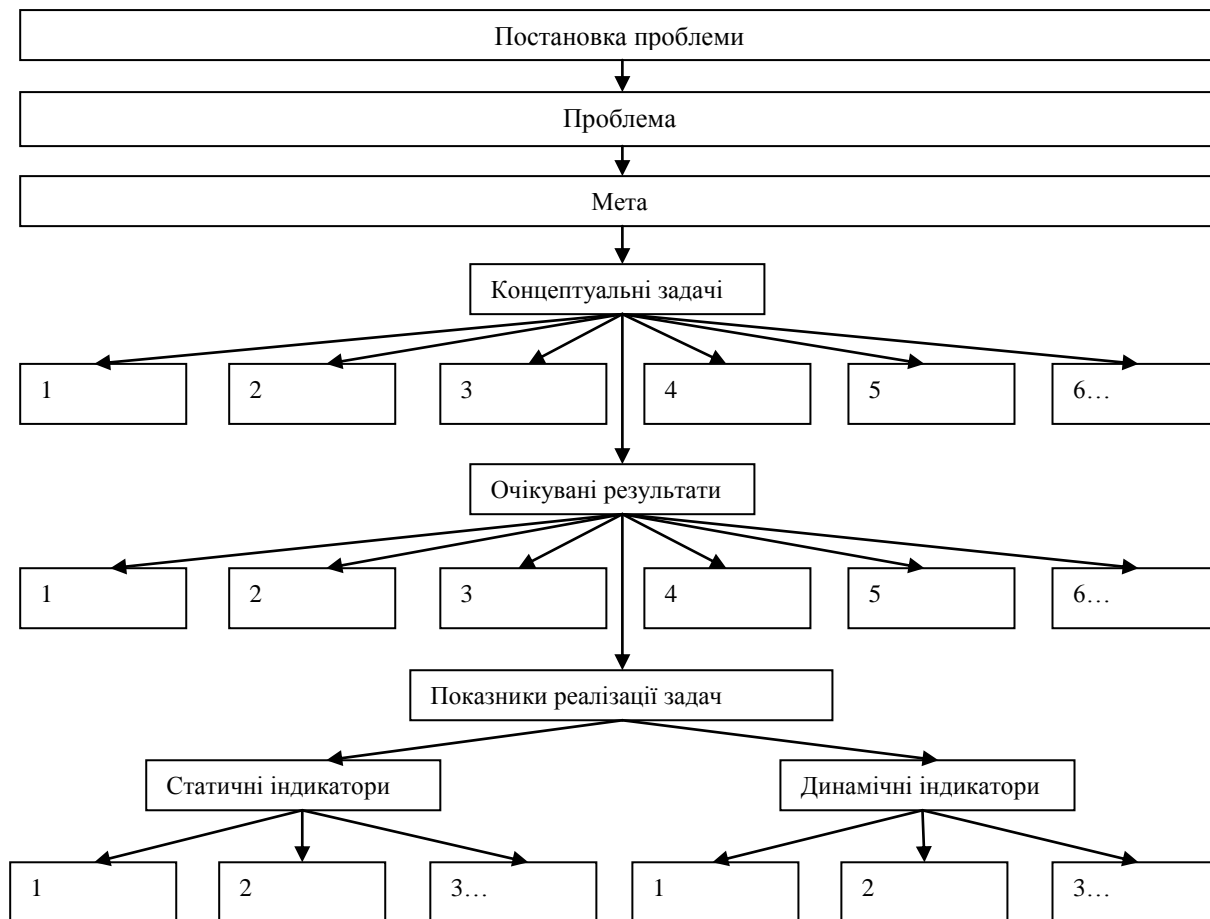 Постановка проблеми
Проблема
Мета
Концептуальні задачі
1
2
3
4
5
6…
Очікувані результати
1
2
3
4
5
6…
Показники реалізації задач
Статичні індикатори
Динамічні індикатори
1
2
3…
1
2
3…